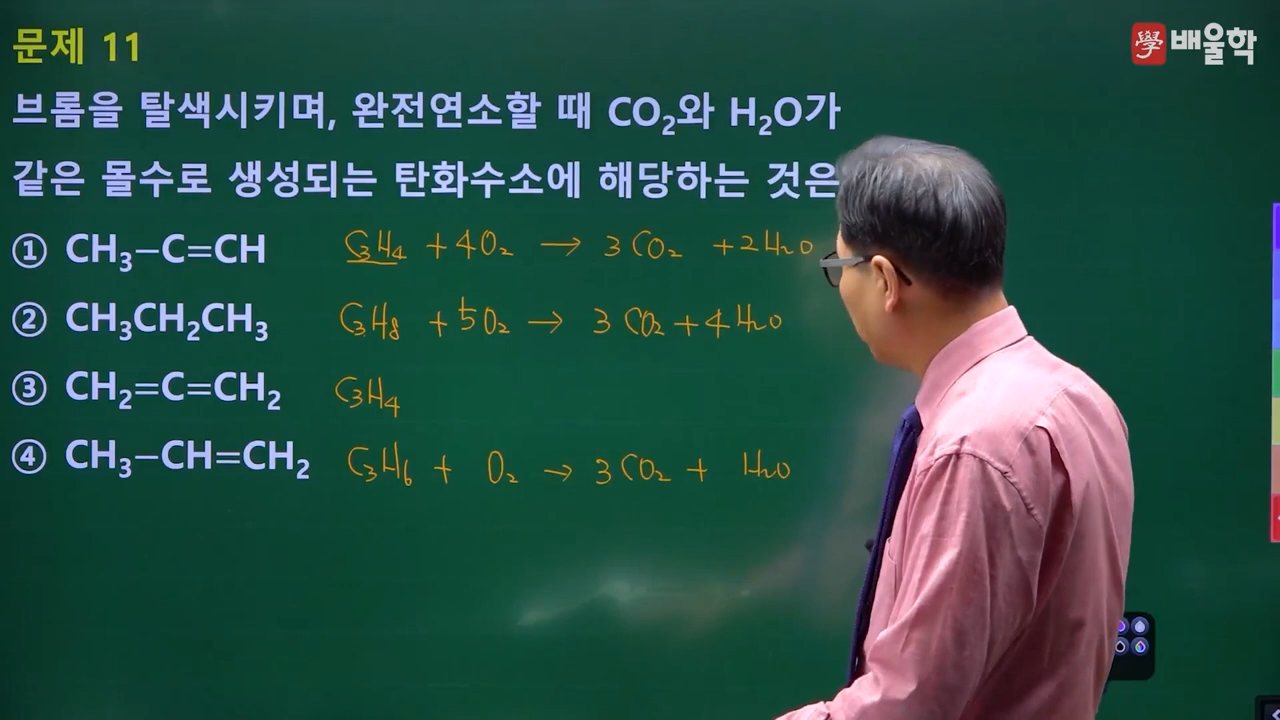 문제 11
學 배울학
브롬을 탈색시키며, 완전연소할 때 CO₂와 H₂O가
같은 몰수로 생성되는 탄화수소에 해당하는 것은
① CH₃−C=CH C₃H₄ + 4O₂ → 3CO₂ + 2H₂O
② CH₃CH₂CH₃ C₃H₈ + 5O₂ → 3CO₂ + 4H₂O
③ CH₂=C=CH₂ C₃H₄
④ CH₃−CH=CH₂ C₃H₆ + O₂ → 3CO₂ + H₂O